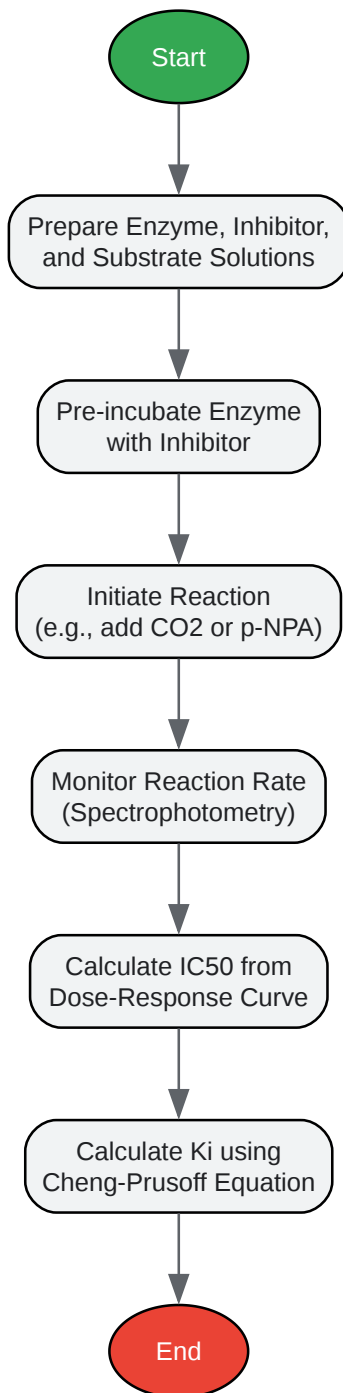 Start
Prepare Enzyme, Inhibitor,
and Substrate Solutions
Pre-incubate Enzyme
with Inhibitor
Initiate Reaction
(e.g., add CO2 or p-NPA)
Monitor Reaction Rate
(Spectrophotometry)
Calculate IC50 from
Dose-Response Curve
Calculate Ki using
Cheng-Prusoff Equation
End